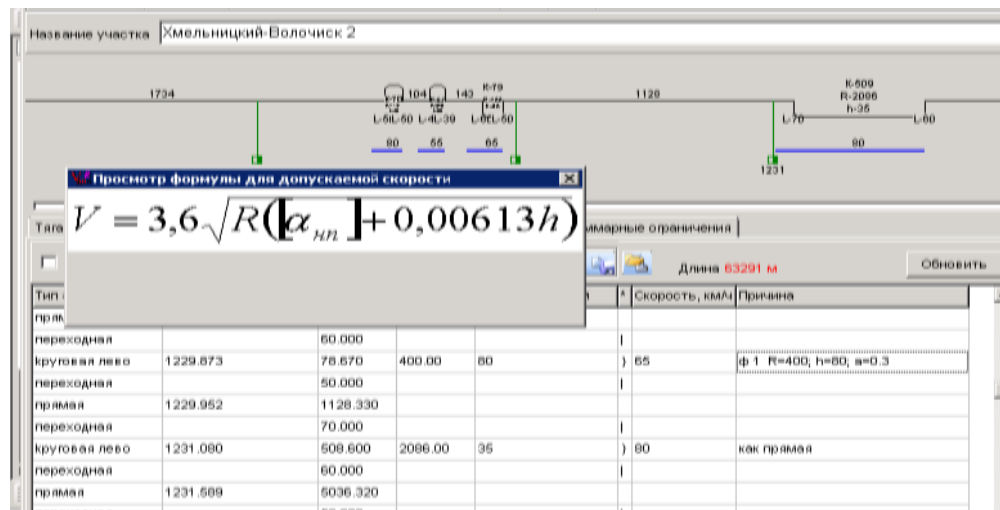 Название участка Хмельницкий-Волочиск 2
1734
104
143
К-79
1128
К-509
R-2086
h-35
L-70
L-60
80
65
65
80
1231
Просмотр формулы для допускаемой скорости
V = 3,6√R([α нп]+ 0,00613h)
Тяга
ммарные ограничения
Длина 63291 м
Обновить
Тип
* Скорость, км/ч Причина
прям
переходная 60.000 |
круговая лево 1229.873 78.670 400.00 80 ) 65 ф 1 R=400; h=80; a=0.3
переходная 50.000 |
прямая 1229.952 1128.330
переходная 70.000 |
круговая лево 1231.080 508.600 2086.00 35 ) 80 как прямая
переходная 60.000 |
прямая 1231.589 5036.320